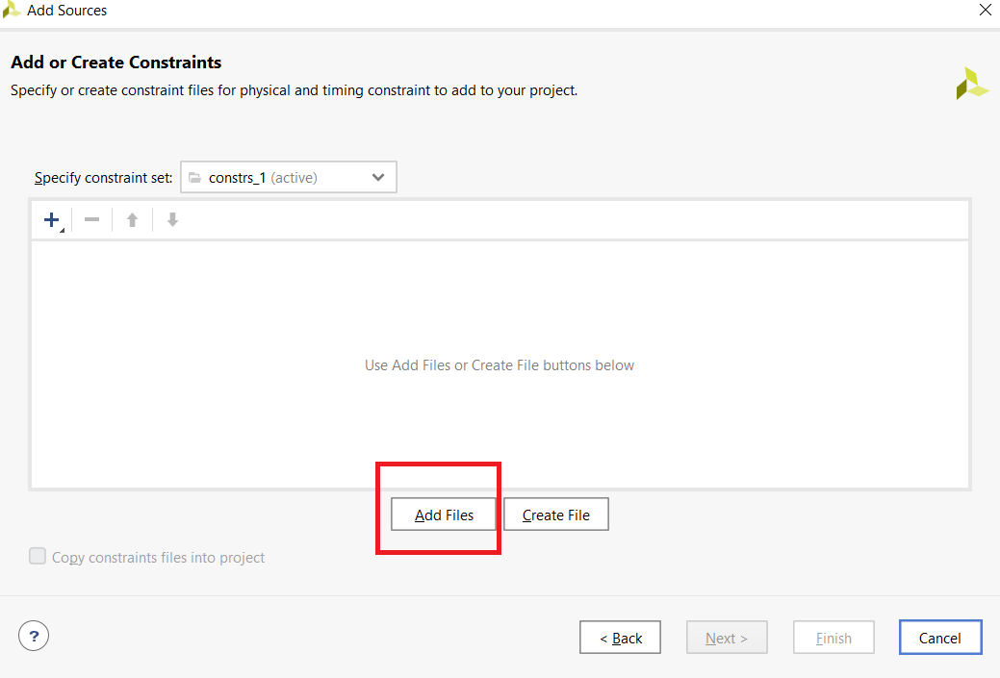 Add Sources
Add or Create Constraints
Specify or create constraint files for physical and timing constraint to add to your project.
Specify constraint set: constrs_1 (active)
Use Add Files or Create File buttons below
Add Files Create File
Copy constraints files into project
? < Back Next > Finish Cancel